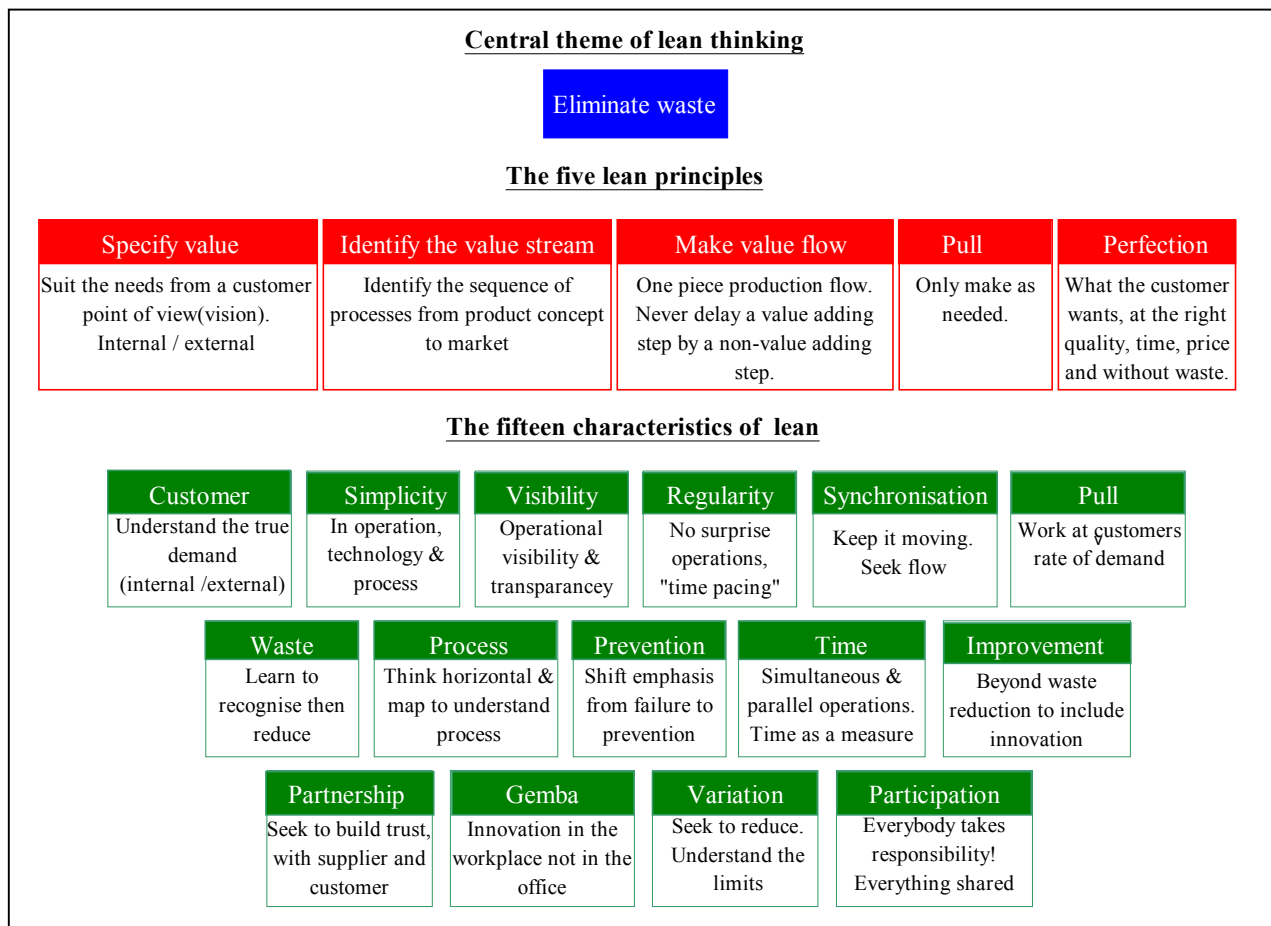 Central theme of lean thinking
Eliminate waste
The five lean principles
Specify value
Suit the needs from a customer
point of view(vision).
Internal / external
Identify the value stream
Identify the sequence of
processes from product concept
to market
Make value flow
One piece production flow.
Never delay a value adding
step by a non-value adding
step.
Pull
Only make as
needed.
Perfection
What the customer
wants, at the right
quality, time, price
and without waste.
The fifteen characteristics of lean
Customer
Understand the true
demand
(internal /external)
Simplicity
In operation,
technology &
process
Visibility
Operational
visibility &
transparancey
Regularity
No surprise
operations,
"time pacing"
Synchronisation
Keep it moving.
Seek flow
Pull
Work at customers
rate of demand
Waste
Learn to
recognise then
reduce
Process
Think horizontal &
map to understand
process
Prevention
Shift emphasis
from failure to
prevention
Time
Simultaneous &
parallel operations.
Time as a measure
Improvement
Beyond waste
reduction to include
innovation
Partnership
Seek to build trust,
with supplier and
customer
Gemba
Innovation in the
workplace not in the
office
Variation
Seek to reduce.
Understand the
limits
Participation
Everybody takes
responsibility!
Everything shared